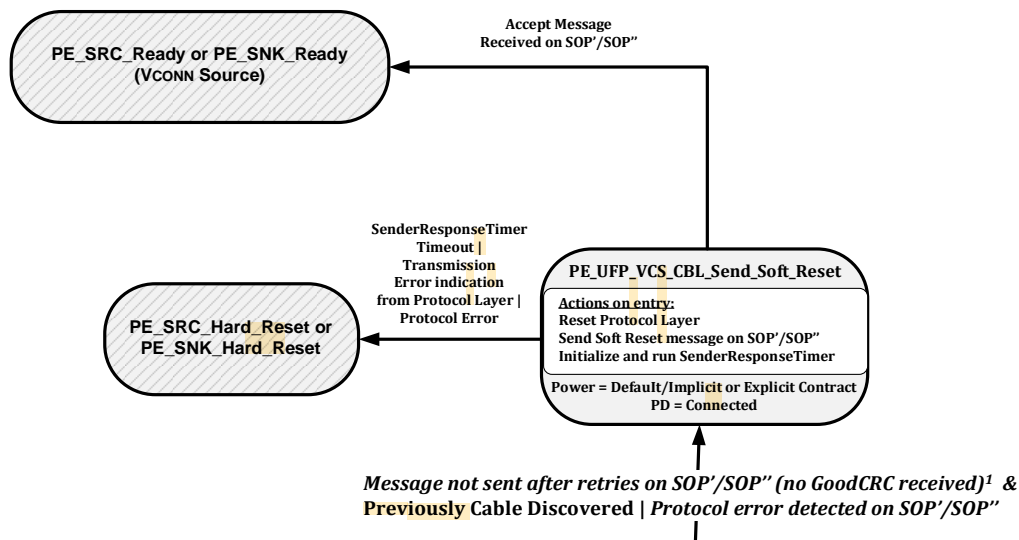 Accept Message
Received on SOP’/SOP’’
PE_SRC_Ready or PE_SNK_Ready
(VCONN Source)
SenderResponseTimer
Timeout |
Transmission
Error indication
from Protocol Layer |
Protocol Error
PE_SRC_Hard_Reset or
PE_SNK_Hard_Reset
PE_UFP_VCS_CBL_Send_Soft_Reset
Actions on entry:
Reset Protocol Layer
Send Soft Reset message on SOP’/SOP’’
Initialize and run SenderResponseTimer
Power = Default/Implicit or Explicit Contract
PD = Connected
Message not sent after retries on SOP’/SOP’’ (no GoodCRC received)¹ &
Previously Cable Discovered | Protocol error detected on SOP’/SOP’’